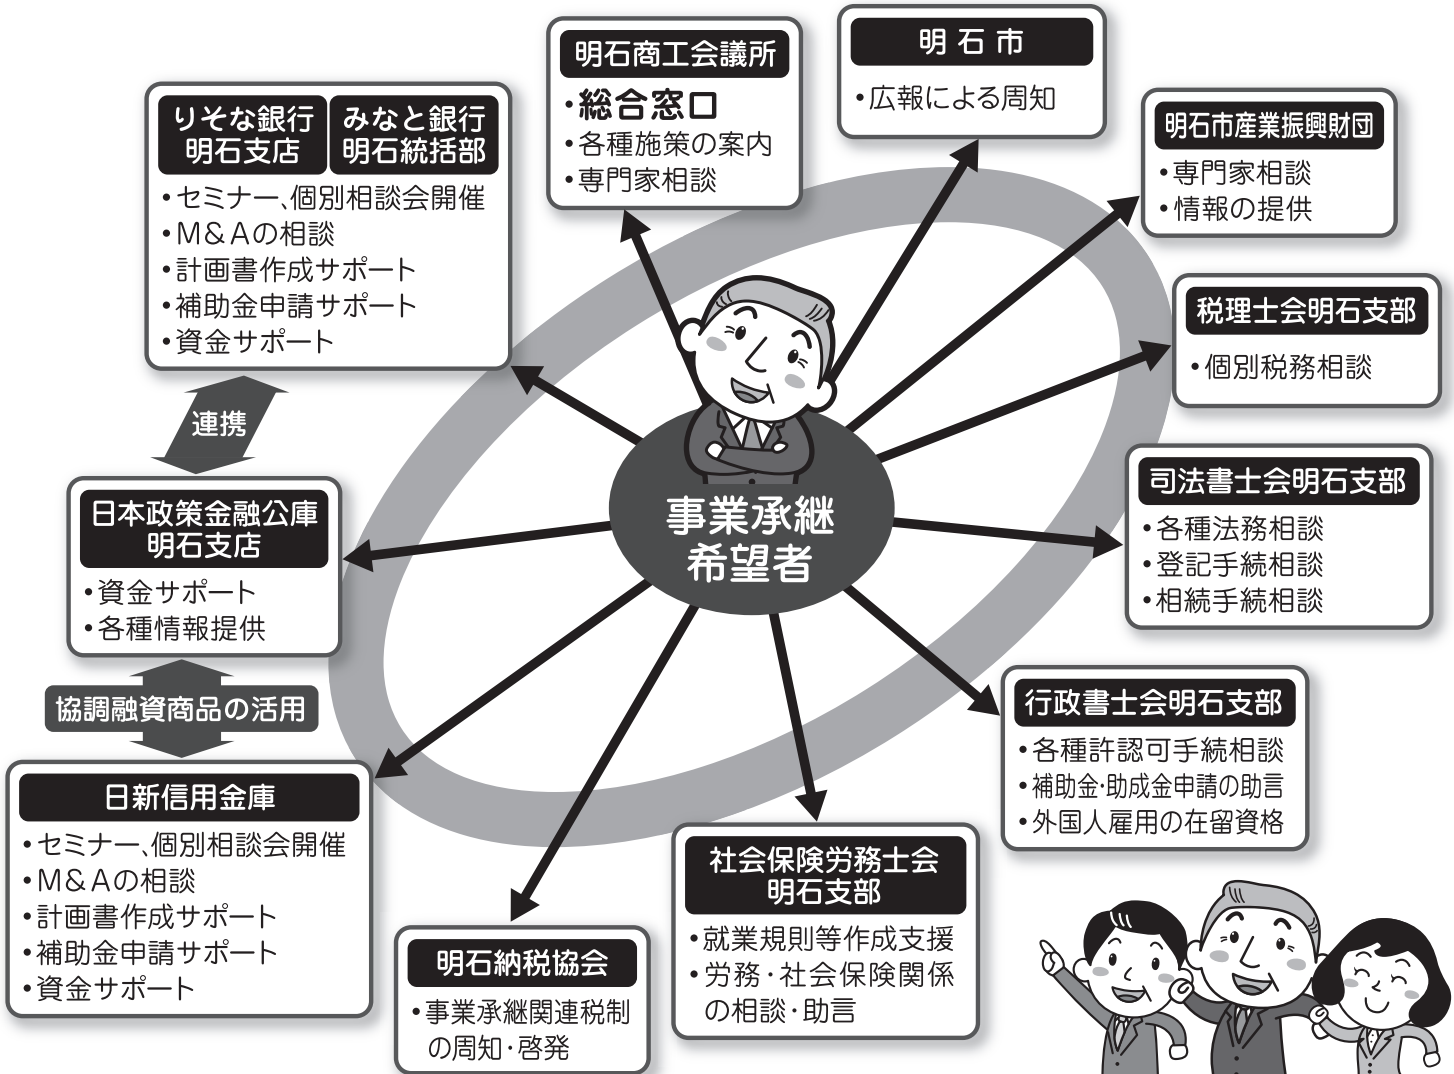 明石商工会議所
・総合窓口
・各種施策の案内
・専門家相談
明石市
・広報による周知
明石市産業振興財団
・専門家相談
・情報の提供
税理士会明石支部
・個別税務相談
司法書士会明石支部
・各種法務相談
・登記手続相談
・相続手続相談
行政書士会明石支部
・各種許認可手続相談
・補助金・助成金申請の助言
・外国人雇用の在留資格
社会保険労務士会
明石支部
・就業規則等作成支援
・労務・社会保険関係
の相談・助言
明石納税協会
・事業承継関連税制
の周知・啓発
りそな銀行
明石支店
みなと銀行
明石統括部
・セミナー、個別相談会開催
・M&Aの相談
・計画書作成サポート
・補助金申請サポート
・資金サポート
連携
日本政策金融公庫
明石支店
・資金サポート
・各種情報提供
協調融資商品の活用
日新信用金庫
・セミナー、個別相談会開催
・M&Aの相談
・計画書作成サポート
・補助金申請サポート
・資金サポート
事業承継
希望者